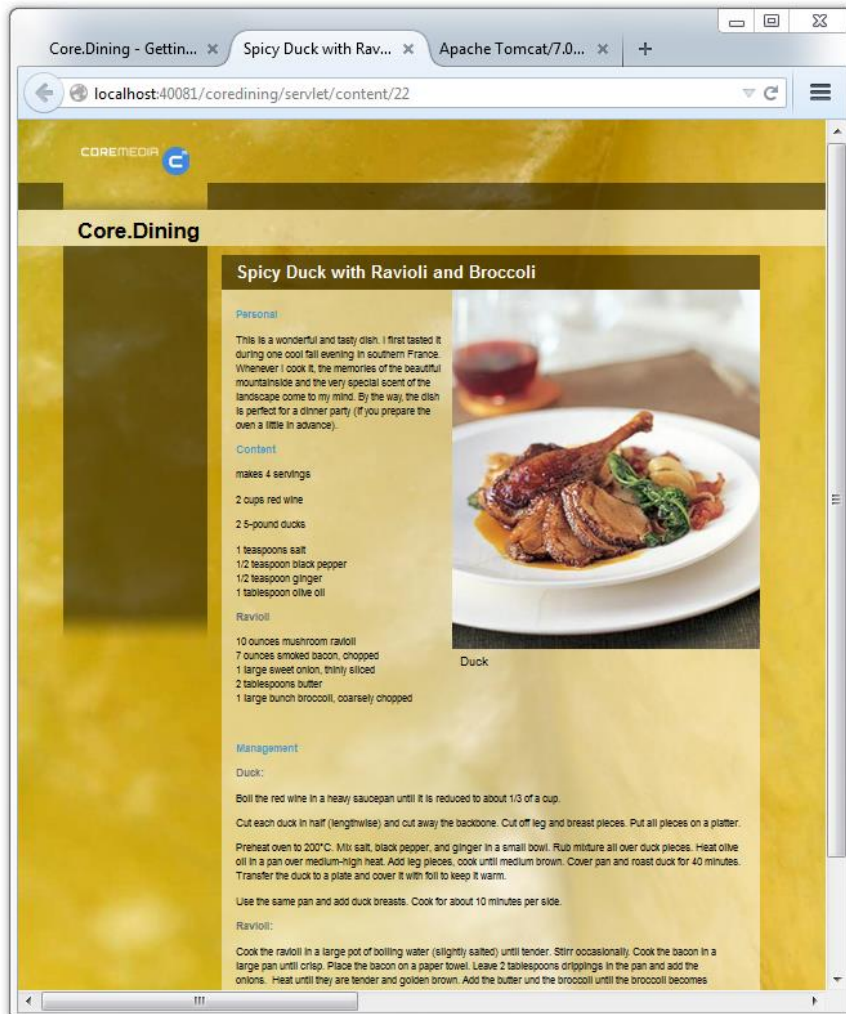 Core.Dining - Gettin...
Spicy Duck with Rav...
Apache Tomcat/7.0...
localhost:40081/coredining/servlet/content/22
COREMEDIA
Core.Dining
Spicy Duck with Ravioli and Broccoli
Personal
This is a wonderful and tasty dish. I first tasted it
during one cool fall evening in southern France.
Whenever I cook it, the memories of the beautiful
mountainside and the very special scent of the
landscape come to my mind. By the way, the dish
is perfect for a dinner party (if you prepare the
oven a little in advance).
Content
makes 4 servings
2 cups red wine
2 5-pound ducks
1 teaspoons salt
1/2 teaspoon black pepper
1/2 teaspoon ginger
1 tablespoon olive oil
Ravioli
10 ounces mushroom ravioli
7 ounces smoked bacon, chopped
1 large sweet onion, thinly sliced
2 tablespoons butter
1 large bunch broccoli, coarsely chopped
Duck
Management
Duck:
Boil the red wine in a heavy saucepan until it is reduced to about 1/3 of a cup.
Cut each duck in half (lengthwise) and cut away the backbone. Cut off leg and breast pieces. Put all pieces on a platter.
Preheat oven to 200°C. Mix salt, black pepper, and ginger in a small bowl. Rub mixture all over duck pieces. Heat olive
oil in a pan over medium-high heat. Add leg pieces, cook until medium brown. Cover pan and roast duck for 40 minutes.
Transfer the duck to a plate and cover it with foil to keep it warm.
Use the same pan and add duck breasts. Cook for about 10 minutes per side.
Ravioli:
Cook the ravioli in a large pot of boiling water (slightly salted) until tender. Stirr occasionally. Cook the bacon in a
large pan until crisp. Place the bacon on a paper towel. Leave 2 tablespoons drippings in the pan and add the
onions. Heat until they are tender and golden brown. Add the butter und the broccoli until the broccoli becomes